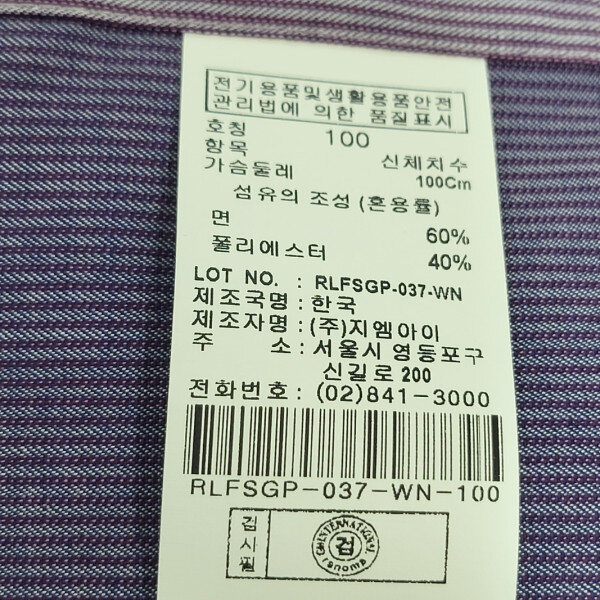 전기용품및생활용품안전
관리법에 의한 품질표시
호칭 100
항목 신체치수
가슴둘레 100Cm
섬유의 조성 (혼용률)
면 60%
폴리에스터 40%
LOT NO. : RLFSGP-037-WN
제조국명 : 한국
제조자명 : (주)지엠아이
주 소 : 서울시 영등포구
신길로 200
전화번호 : (02)841-3000
RLFSGP-037-WN-100
검사필
GMINTERNATIONAL
검
renoma